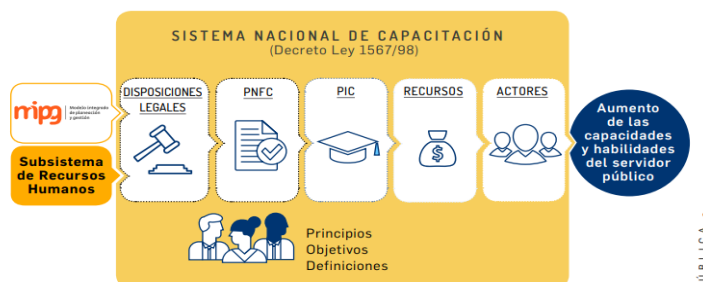 SISTEMA NACIONAL DE CAPACITACIÓN
(Decreto Ley 1567/98)
mipg
Modelo integrado
de planeación
y gestión
Subsistema
de Recursos
Humanos
DISPOSICIONES
LEGALES
PNFC
PIC
RECURSOS
$
ACTORES
Aumento
de las
capacidades
y habilidades
del servidor
público
Principios
Objetivos
Definiciones